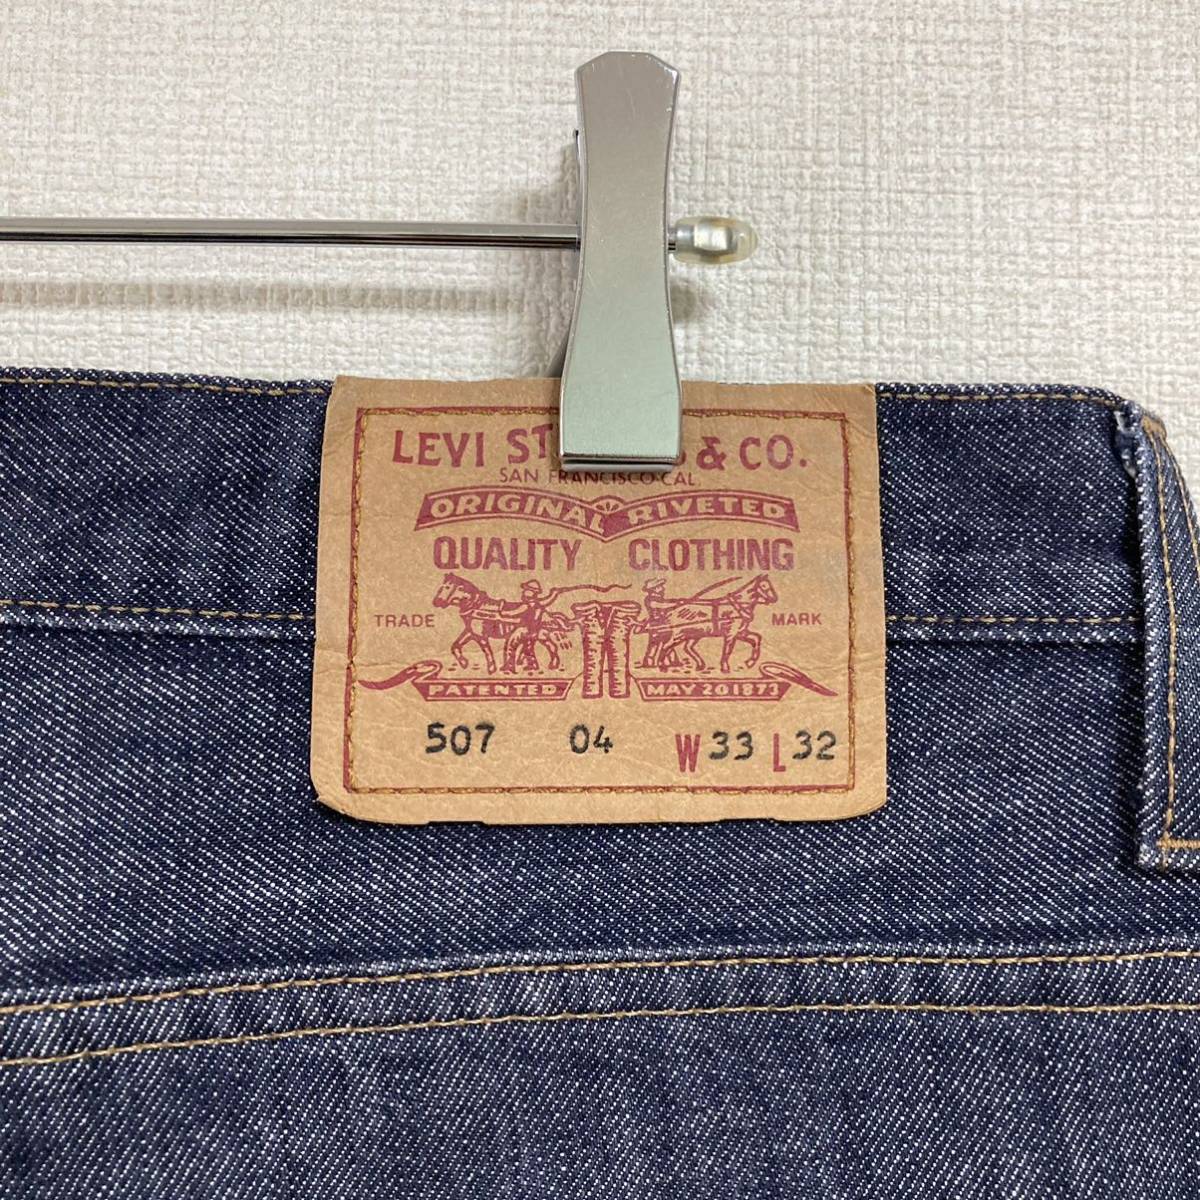 LEVI ST & CO.
SAN FRANCISCO CAL.
ORIGINAL RIVETED
QUALITY CLOTHING
TRADE MARK
PATENTED MAY 20 1873
507 04 W 33 L 32